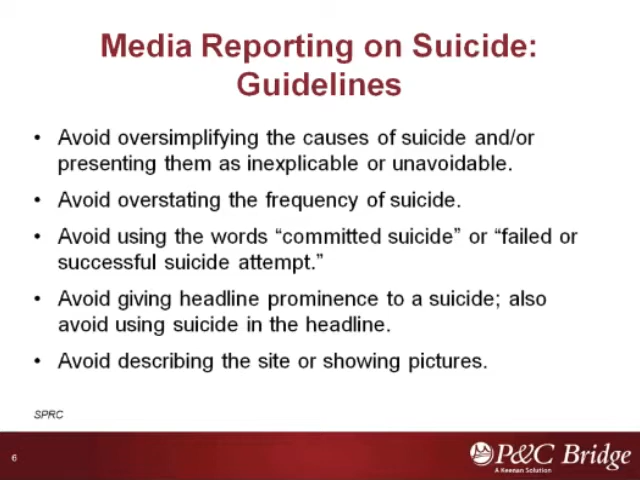 Media Reporting on Suicide:
Guidelines
• Avoid oversimplifying the causes of suicide and/or
presenting them as inexplicable or unavoidable.
• Avoid overstating the frequency of suicide.
• Avoid using the words “committed suicide” or “failed or
successful suicide attempt.”
• Avoid giving headline prominence to a suicide; also
avoid using suicide in the headline.
• Avoid describing the site or showing pictures.
SPRC
6
P&C Bridge
A Keenan Solution